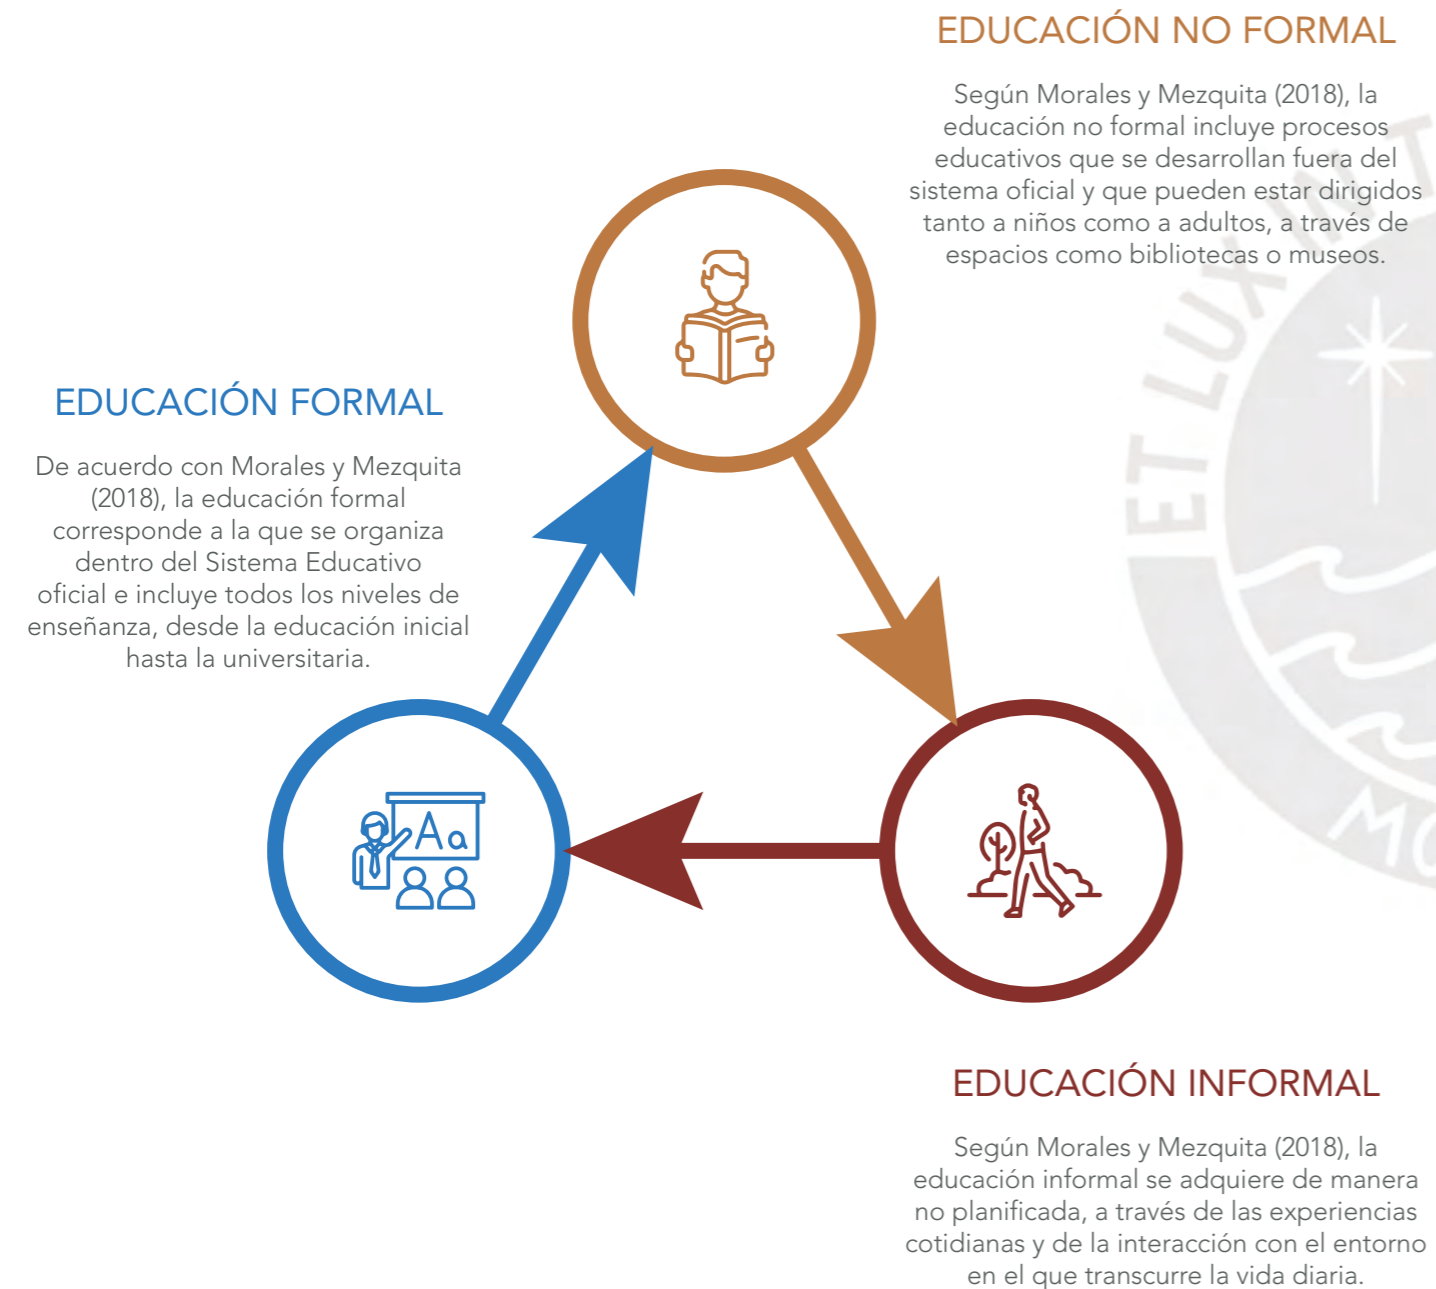 EDUCACIÓN NO FORMAL
Según Morales y Mezquita (2018), la
educación no formal incluye procesos
educativos que se desarrollan fuera del
sistema oficial y que pueden estar dirigidos
tanto a niños como a adultos, a través de
espacios como bibliotecas o museos.
EDUCACIÓN FORMAL
De acuerdo con Morales y Mezquita
(2018), la educación formal
corresponde a la que se organiza
dentro del Sistema Educativo
oficial e incluye todos los niveles de
enseñanza, desde la educación inicial
hasta la universitaria.
Aa
EDUCACIÓN INFORMAL
Según Morales y Mezquita (2018), la
educación informal se adquiere de manera
no planificada, a través de las experiencias
cotidianas y de la interacción con el entorno
en el que transcurre la vida diaria.
ET LUX IN